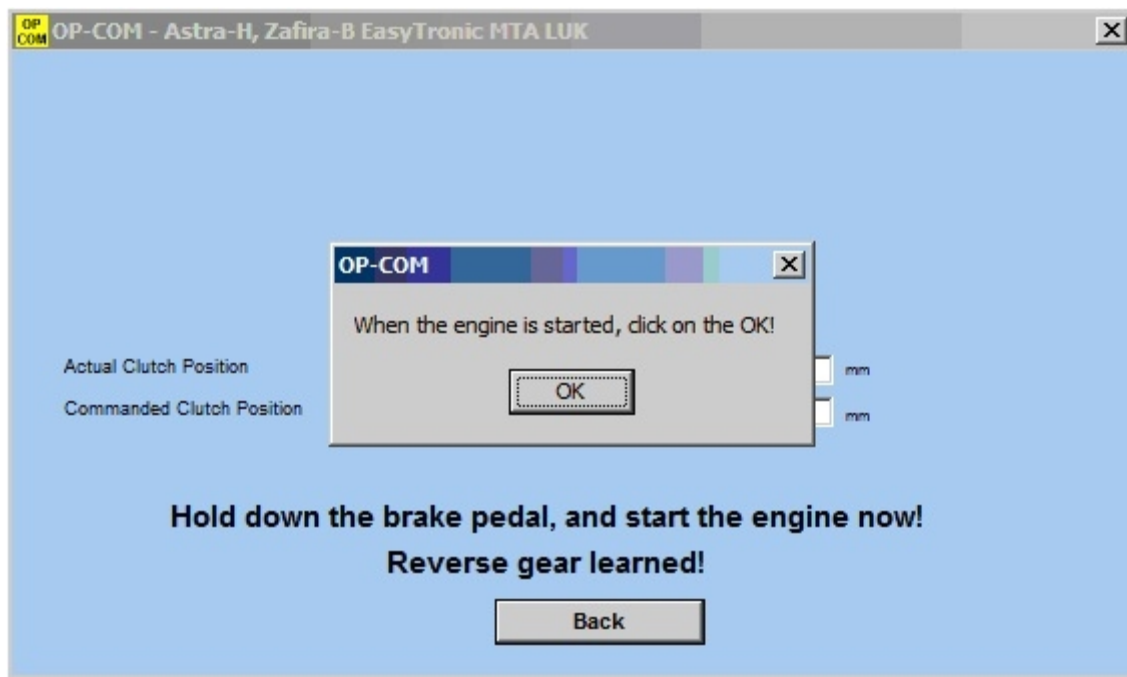 OP COM OP-COM - Astra-H, Zafira-B EasyTronic MTA LUK
OP-COM
When the engine is started, click on the OK!
OK
Actual Clutch Position mm
Commanded Clutch Position mm
Hold down the brake pedal, and start the engine now!
Reverse gear learned!
Back